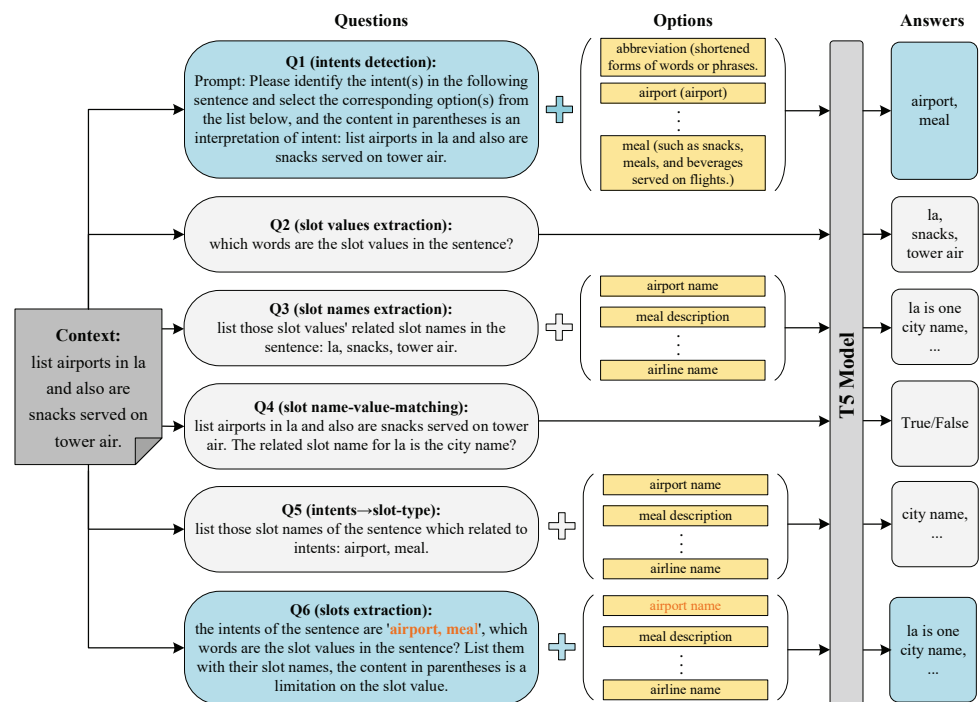 Questions
Options
Answers
Q1 (intents detection):
Prompt: Please identify the intent(s) in the following
sentence and select the corresponding option(s) from
the list below, and the content in parentheses is an
interpretation of intent: list airports in la and also are
snacks served on tower air.
abbreviation (shortened
forms of words or phrases.
airport (airport)
meal (such as snacks,
meals, and beverages
served on flights.)
airport,
meal
Q2 (slot values extraction):
which words are the slot values in the sentence?
la,
snacks,
tower air
Context:
list airports in la
and also are
snacks served on
tower air.
Q3 (slot names extraction):
list those slot values' related slot names in the
sentence: la, snacks, tower air.
airport name
meal description
airline name
la is one
city name,
...
T5 Model
Q4 (slot name-value-matching):
list airports in la and also are snacks served on tower
air. The related slot name for la is the city name?
True/False
Q5 (intents→slot-type):
list those slot names of the sentence which related to
intents: airport, meal.
airport name
meal description
airline name
city name,
...
Q6 (slots extraction):
the intents of the sentence are 'airport, meal', which
words are the slot values in the sentence? List them
with their slot names, the content in parentheses is a
limitation on the slot value.
airport name
meal description
airline name
la is one
city name,
...